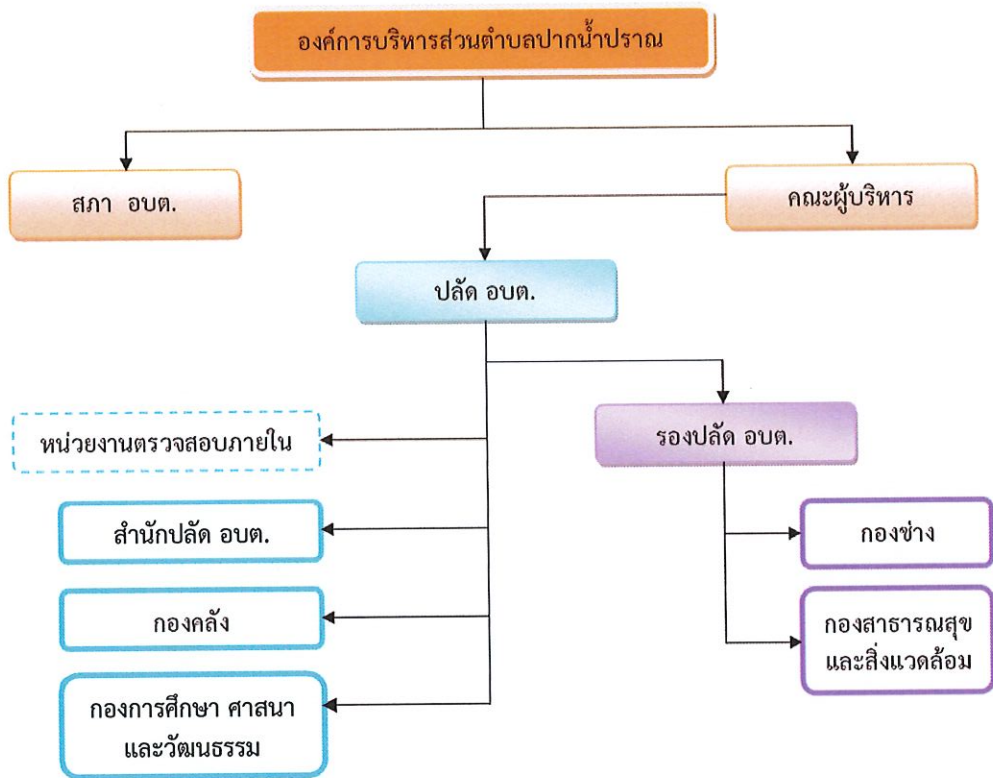 องค์การบริหารส่วนตำบลปากน้ำปราณ
สภา อบต.
คณะผู้บริหาร
ปลัด อบต.
หน่วยงานตรวจสอบภายใน
รองปลัด อบต.
สำนักปลัด อบต.
กองช่าง
กองคลัง
กองสาธารณสุข
และสิ่งแวดล้อม
กองการศึกษา ศาสนา
และวัฒนธรรม